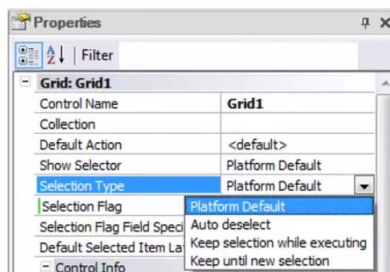 Properties
Filter
Grid: Grid1
Control Name Grid1
Collection
Default Action <default>
Show Selector Platform Default
Selection Type Platform Default
Selection Flag Platform Default
Selection Flag Field Speci Auto deselect
Default Selected Item La Keep selection while executing
Control Info Keep until new selection